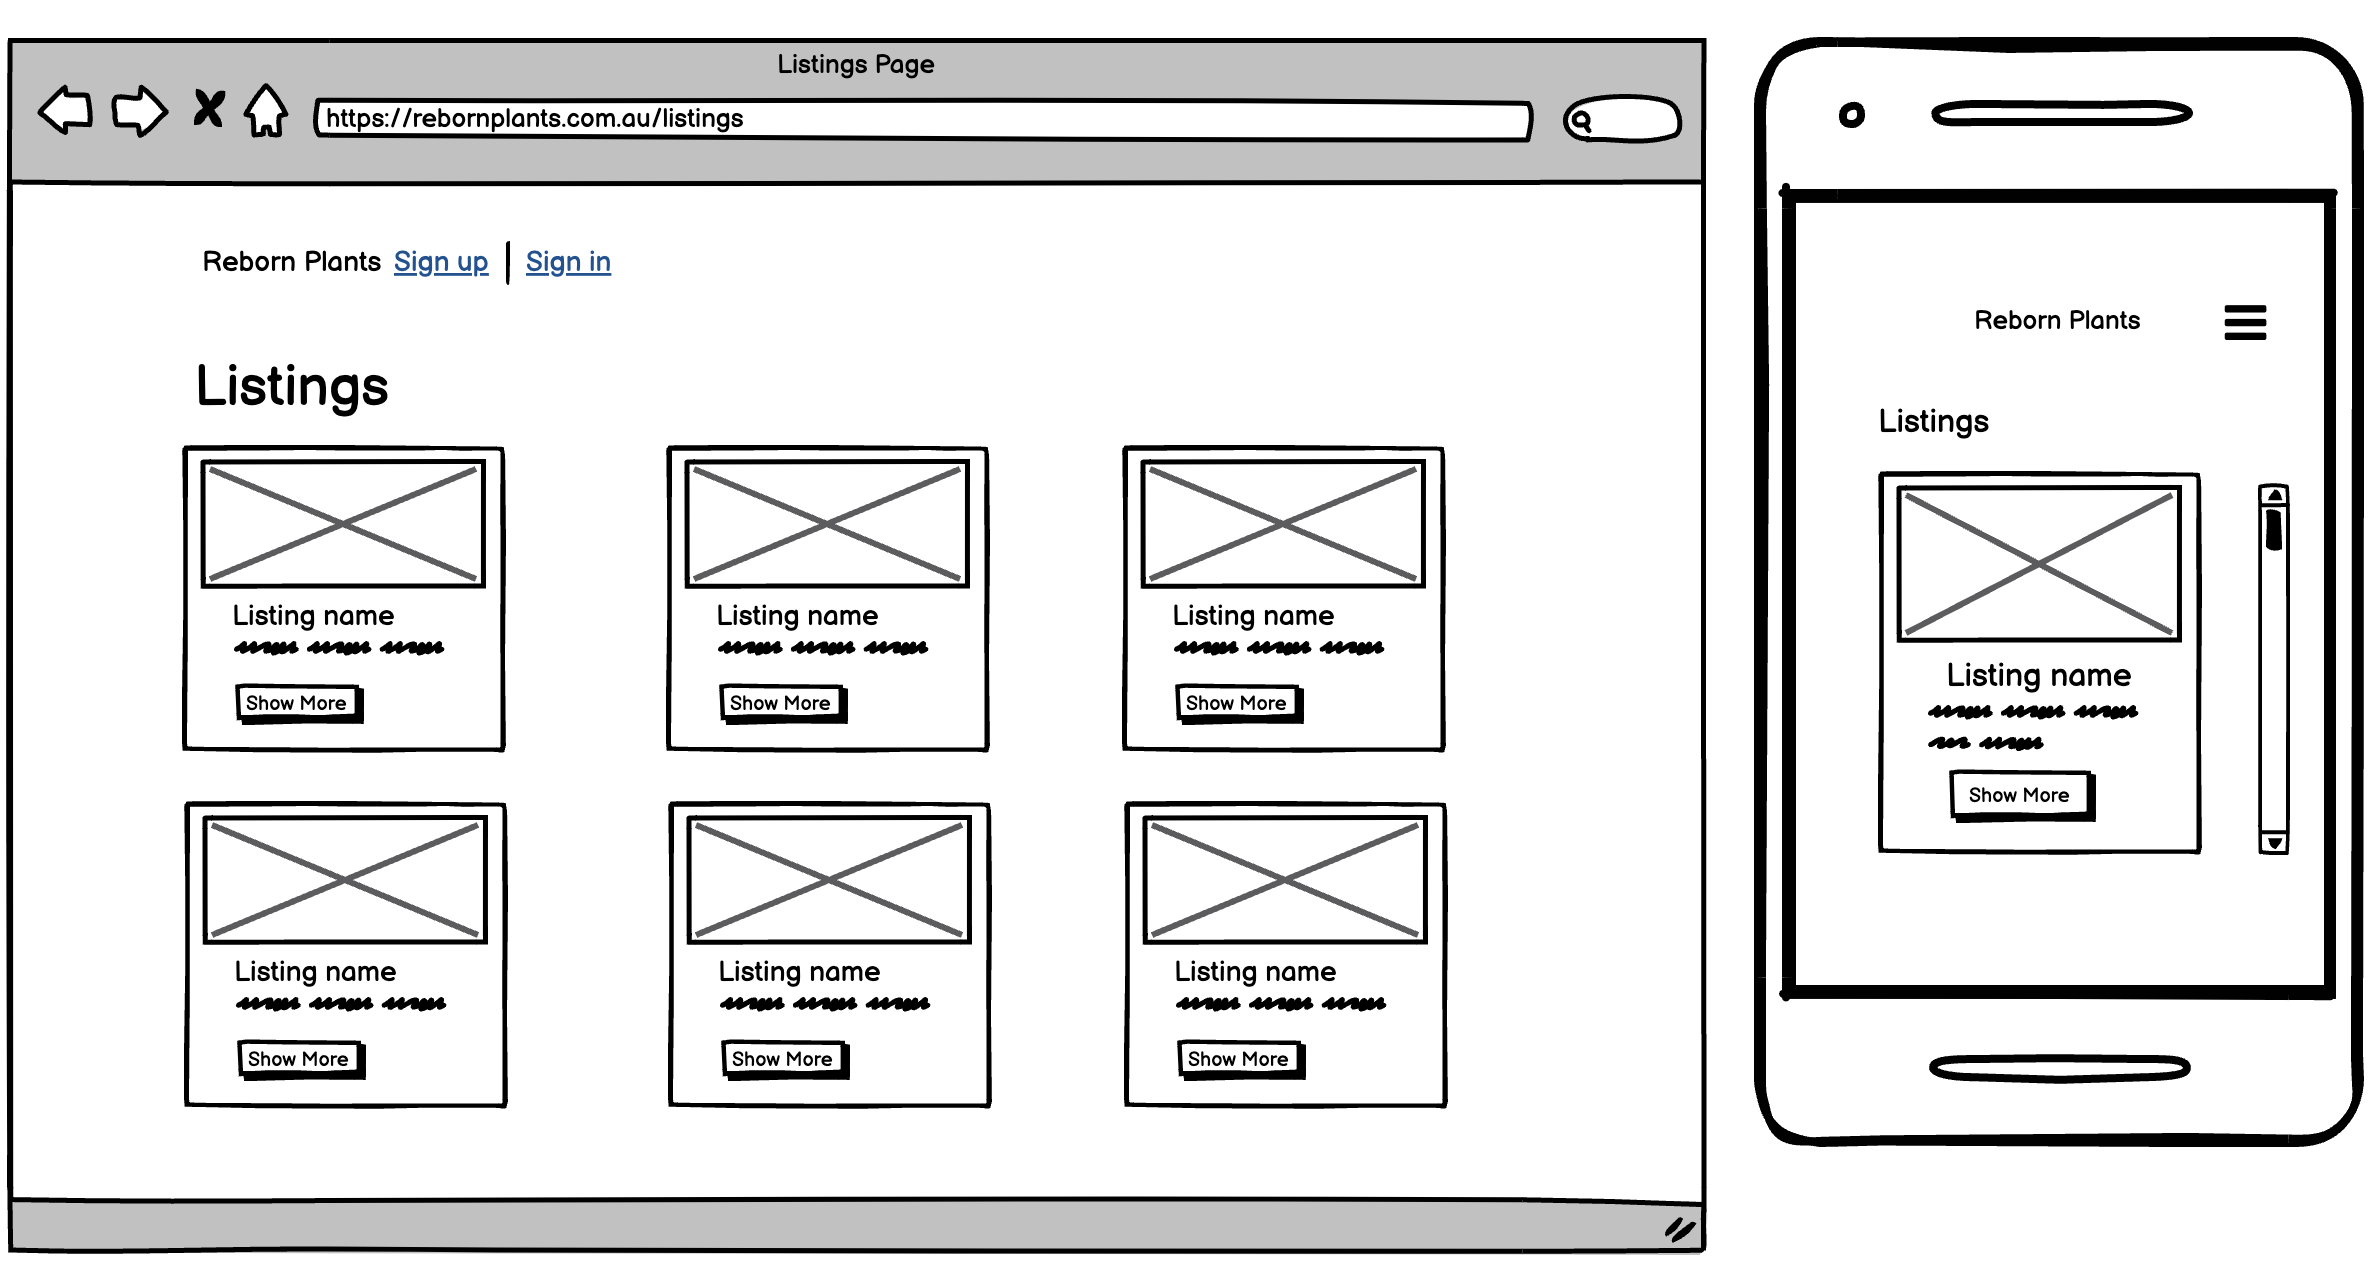 Listings Page
https://rebornplants.com.au/listings
Reborn Plants Sign up | Sign in
Listings
Listing name Listing name Listing name
Show More Show More Show More
Listing name Listing name Listing name
Show More Show More Show More
Reborn Plants
Listings
Listing name
Show More